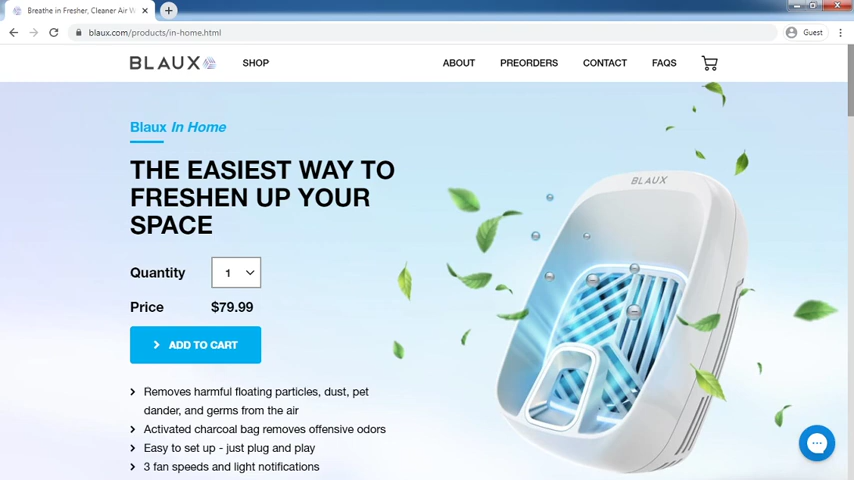 Breathe in Fresher, Cleaner Air W
blaux.com/products/in-home.html
Guest
BLAUX
SHOP
ABOUT
PREORDERS
CONTACT
FAQS
Blaux In Home
THE EASIEST WAY TO
FRESHEN UP YOUR
SPACE
Quantity
1
Price
$79.99
ADD TO CART
Removes harmful floating particles, dust, pet
dander, and germs from the air
Activated charcoal bag removes offensive odors
Easy to set up - just plug and play
3 fan speeds and light notifications
BLAUX